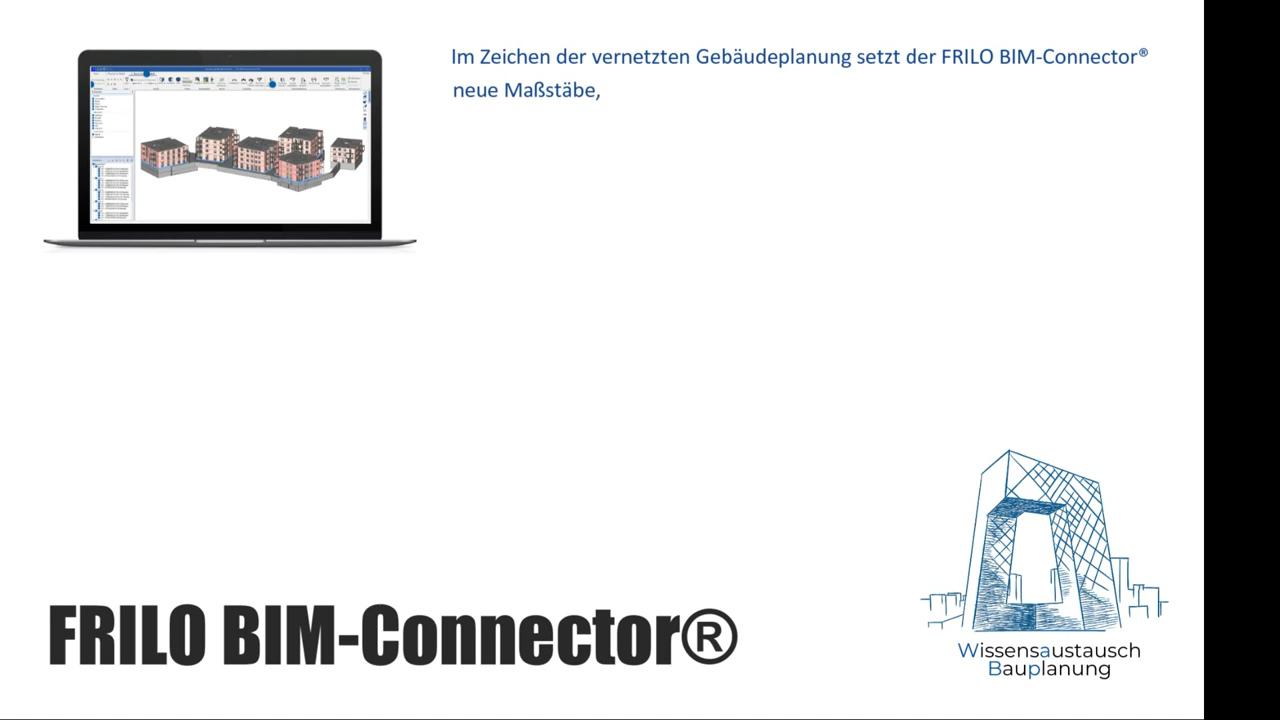 Im Zeichen der vernetzten Gebäudeplanung setzt der FRILO BIM-Connector®
neue Maßstäbe,
FRILO BIM-Connector®
Wissensaustausch
Bauplanung